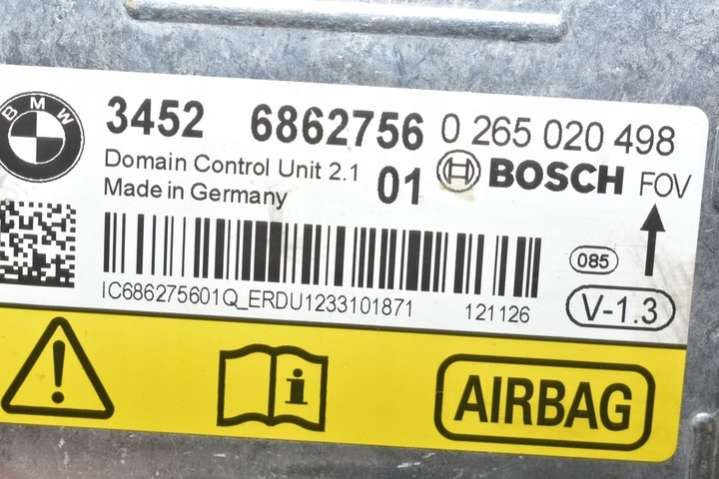 BMW
3452 6862756 0 265 020 498
Domain Control Unit 2.1 01 BOSCH FOV
Made in Germany
085
IC686275601Q_ERDU1233101871 121126 V-1.3
i AIRBAG